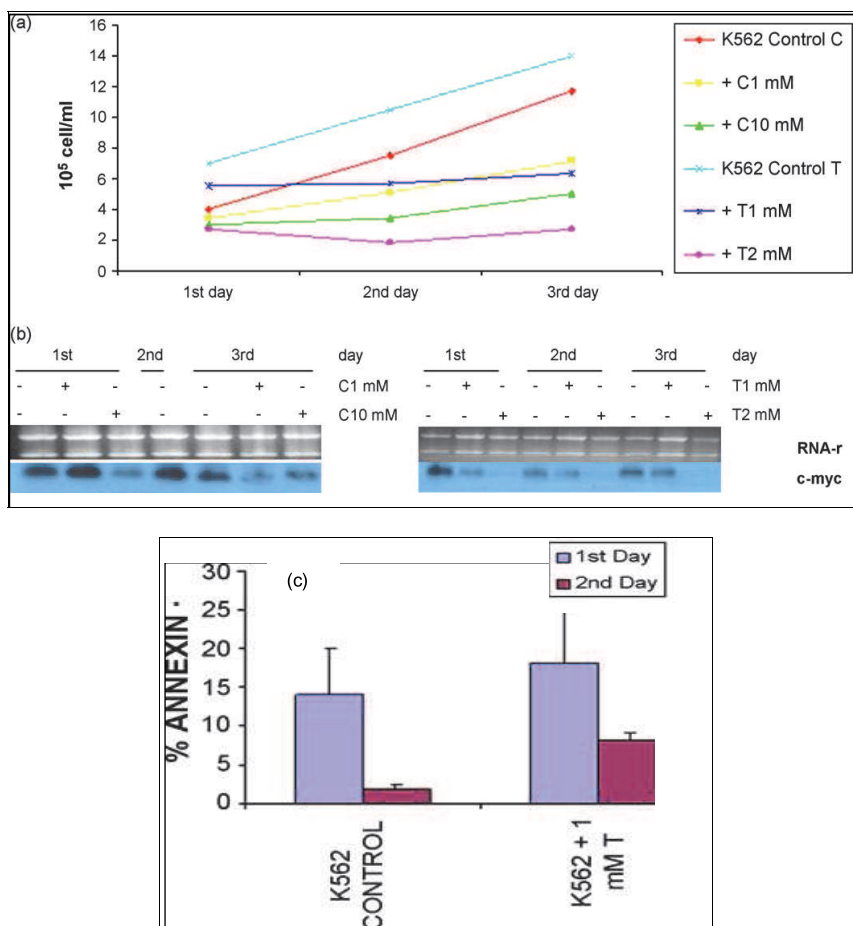 (a)
16
14
12
10
8
6
4
2
0
10⁵ cell/ml
1st day 2nd day 3rd day
K562 Control C
+ C1 mM
+ C10 mM
K562 Control T
+ T1 mM
+ T2 mM
(b)
1st 2nd 3rd day
- + - - - + - C1 mM
- - + - - - + C10 mM
1st 2nd 3rd day
- + - - + - - + - T1 mM
- - + - - + - - + T2 mM
RNA-r
c-myc
(c)
1st Day
2nd Day
30
25
20
15
10
5
0
% ANNEXIN
K562
CONTROL
K562 + 1
mM T